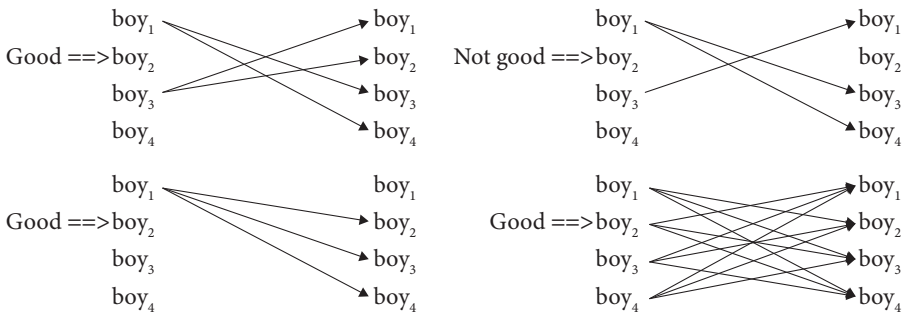 boy₁ boy₁ boy₁ boy₁
Good ==>boy₂ boy₂ Not good ==>boy₂ boy₂
boy₃ boy₃ boy₃ boy₃
boy₄ boy₄ boy₄ boy₄
boy₁ boy₁ boy₁ boy₁
Good ==>boy₂ boy₂ Good ==>boy₂ boy₂
boy₃ boy₃ boy₃ boy₃
boy₄ boy₄ boy₄ boy₄